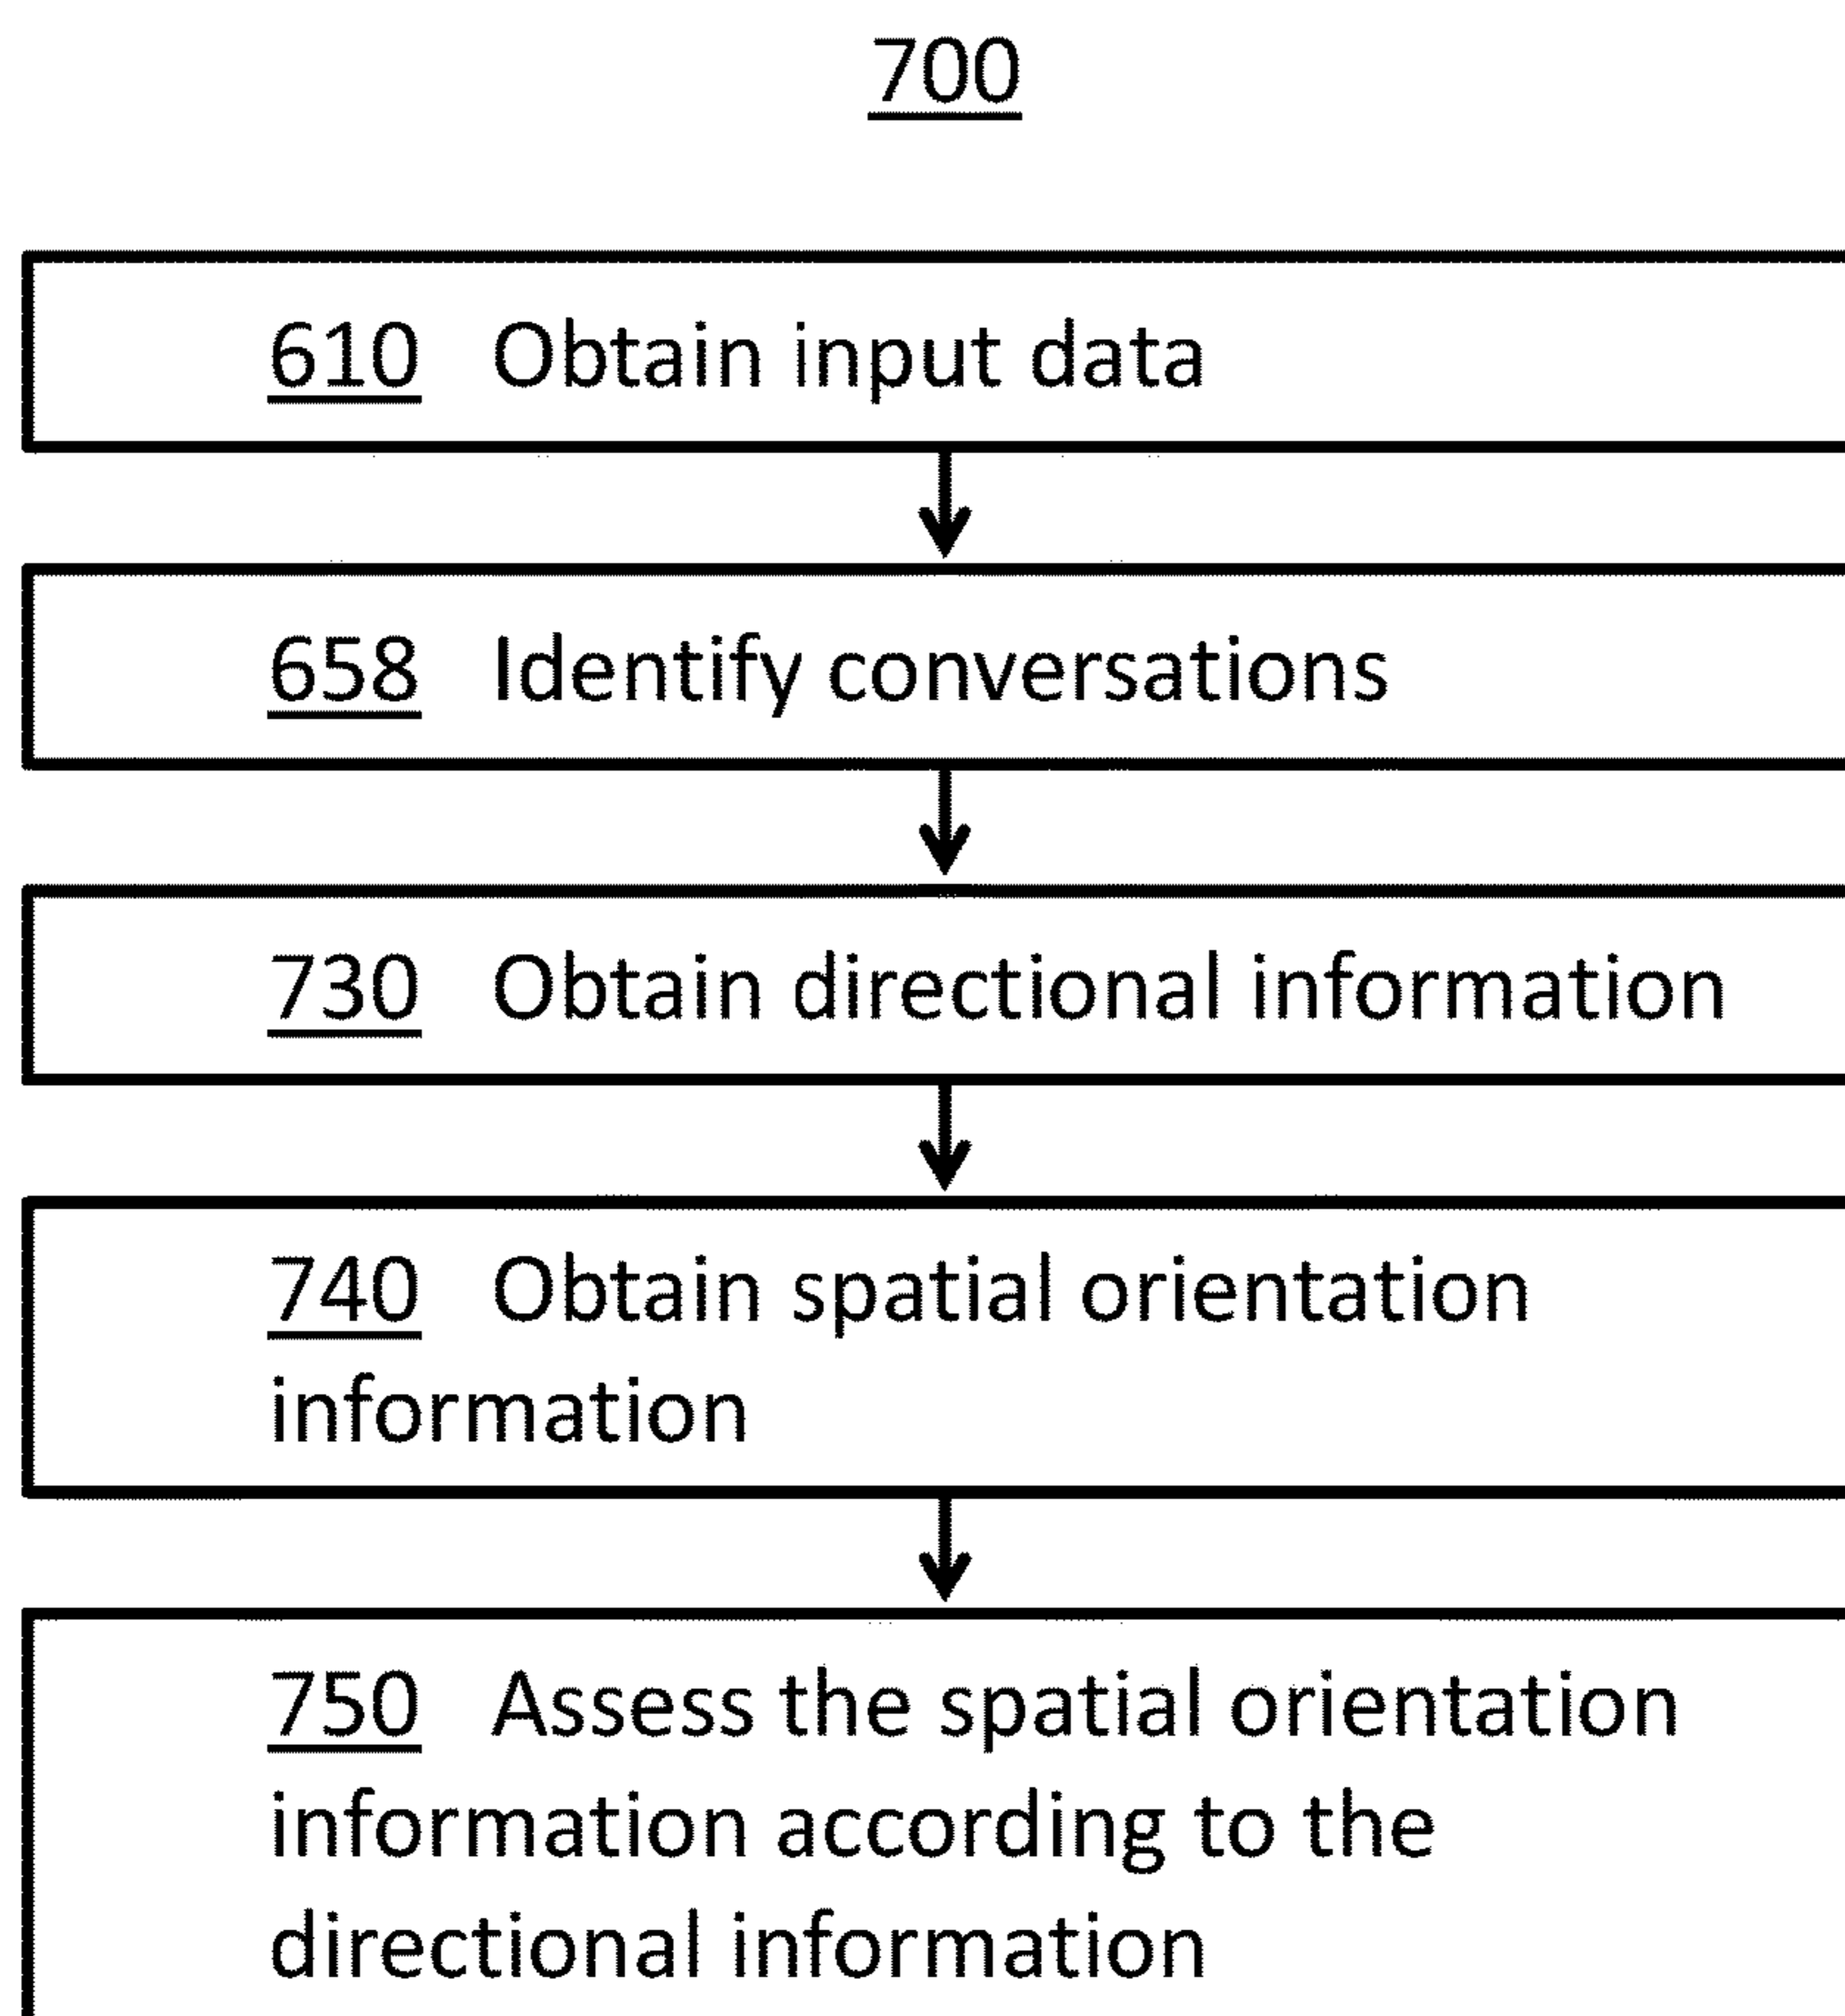 700
610 Obtain input data
658 Identify conversations
730 Obtain directional information
740 Obtain spatial orientation
information
750 Assess the spatial orientation
information according to the
directional information